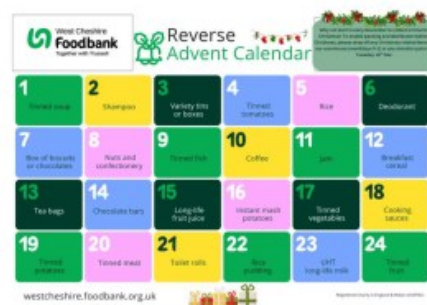 West Cheshire
Foodbank
Together with Trussell
Reverse
Advent Calendar
1
Tinned soup
2
Shampoo
3
Variety tins
or boxes
4
Tinned
tomatoes
5
Rice
6
Deodorant
7
Box of biscuits
or chocolates
8
Nuts and
confectionery
9
Tinned fish
10
Coffee
11
Jam
12
Breakfast
cereal
13
Tea bags
14
Chocolate bars
15
Long-life
fruit juice
16
Instant mash
potatoes
17
Tinned
vegetables
18
Cooking
sauces
19
Tinned
potatoes
20
Tinned meat
21
Toilet rolls
22
Rice
pudding
23
UHT
long-life milk
24
Tinned
fruit
westcheshire.foodbank.org.uk